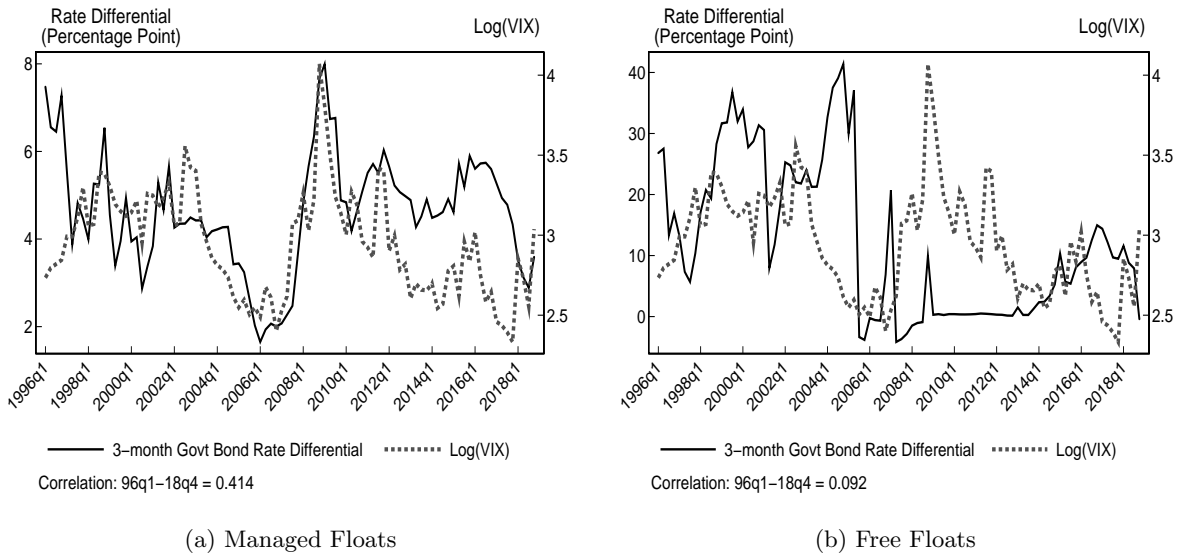 Rate Differential
(Percentage Point)
Log(VIX)
8
6
4
2
4
3.5
3
2.5
1996q1
1998q1
2000q1
2002q1
2004q1
2006q1
2008q1
2010q1
2012q1
2014q1
2016q1
2018q1
3−month Govt Bond Rate Differential
Log(VIX)
Correlation: 96q1−18q4 = 0.414
(a) Managed Floats
Rate Differential
(Percentage Point)
Log(VIX)
40
30
20
10
0
4
3.5
3
2.5
1996q1
1998q1
2000q1
2002q1
2004q1
2006q1
2008q1
2010q1
2012q1
2014q1
2016q1
2018q1
3−month Govt Bond Rate Differential
Log(VIX)
Correlation: 96q1−18q4 = 0.092
(b) Free Floats